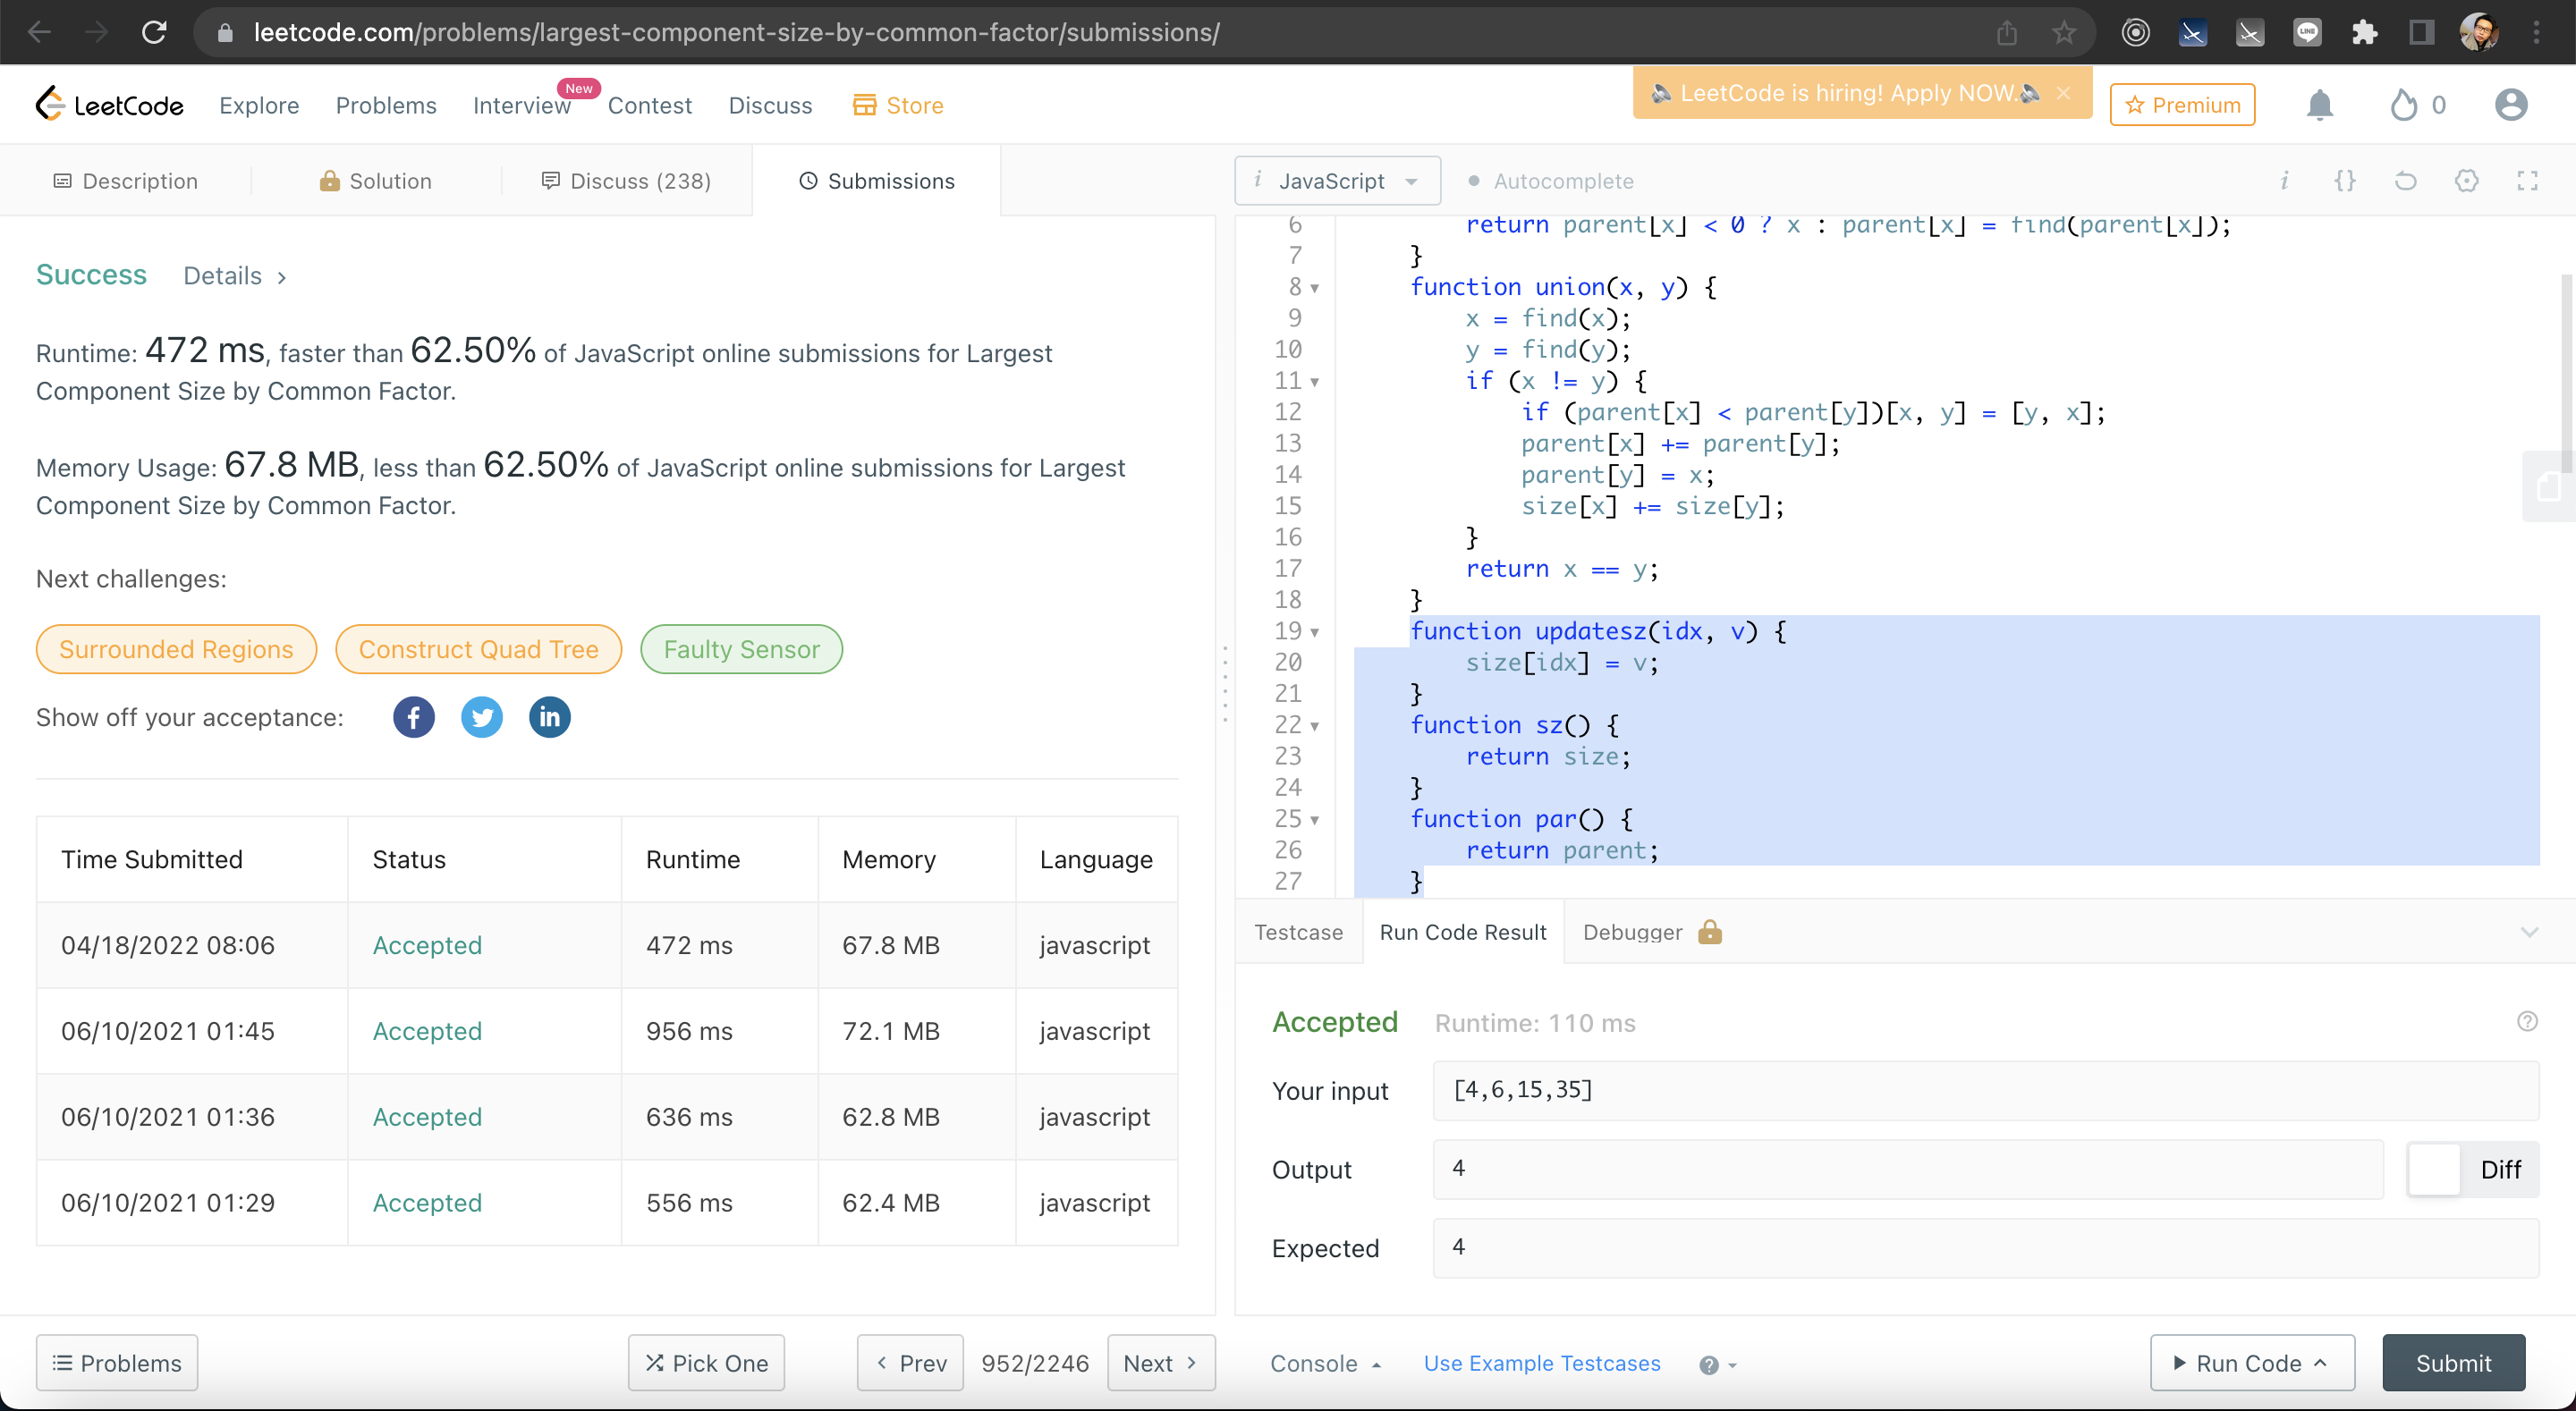 leetcode.com/problems/largest-component-size-by-common-factor/submissions/
LeetCode
Explore
Problems
Interview
New
Contest
Discuss
Store
LeetCode is hiring! Apply NOW.
Premium
0
Description
Solution
Discuss (238)
Submissions
Success
Details
Runtime: 472 ms, faster than 62.50% of JavaScript online submissions for Largest
Component Size by Common Factor.
Memory Usage: 67.8 MB, less than 62.50% of JavaScript online submissions for Largest
Component Size by Common Factor.
Next challenges:
Surrounded Regions
Construct Quad Tree
Faulty Sensor
Show off your acceptance:
Time Submitted Status Runtime Memory Language
04/18/2022 08:06 Accepted 472 ms 67.8 MB javascript
06/10/2021 01:45 Accepted 956 ms 72.1 MB javascript
06/10/2021 01:36 Accepted 636 ms 62.8 MB javascript
06/10/2021 01:29 Accepted 556 ms 62.4 MB javascript
Problems
Pick One
Prev
952/2246
Next
i JavaScript
Autocomplete
i {}
6 return parent[x] < 0 ? x : parent[x] = find(parent[x]);
7 }
8 function union(x, y) {
9 x = find(x);
10 y = find(y);
11 if (x != y) {
12 if (parent[x] < parent[y])[x, y] = [y, x];
13 parent[x] += parent[y];
14 parent[y] = x;
15 size[x] += size[y];
16 }
17 return x == y;
18 }
19 function updatesz(idx, v) {
20 size[idx] = v;
21 }
22 function sz() {
23 return size;
24 }
25 function par() {
26 return parent;
27 }
Testcase
Run Code Result
Debugger
Accepted
Runtime: 110 ms
Your input
[4,6,15,35]
Output
4
Diff
Expected
4
Console
Use Example Testcases
Run Code
Submit